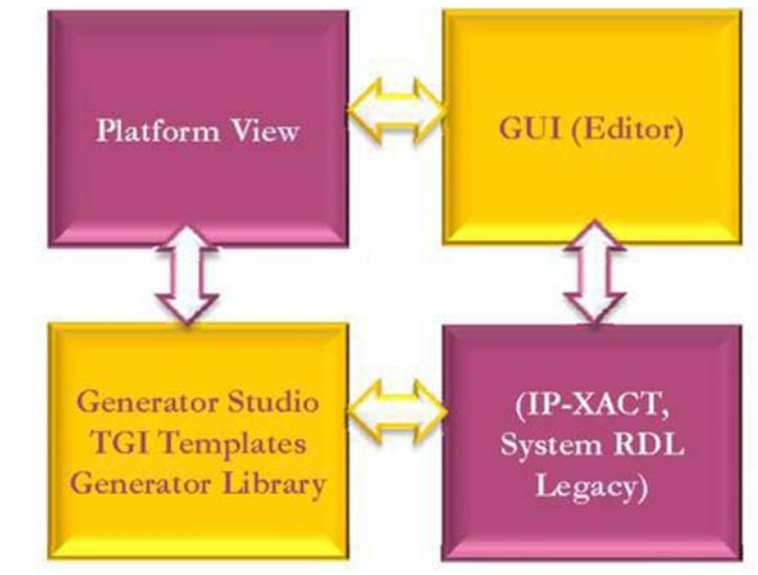 Platform View
GUI (Editor)
Generator Studio
TGI Templates
Generator Library
(IP-XACT,
System RDL
Legacy)